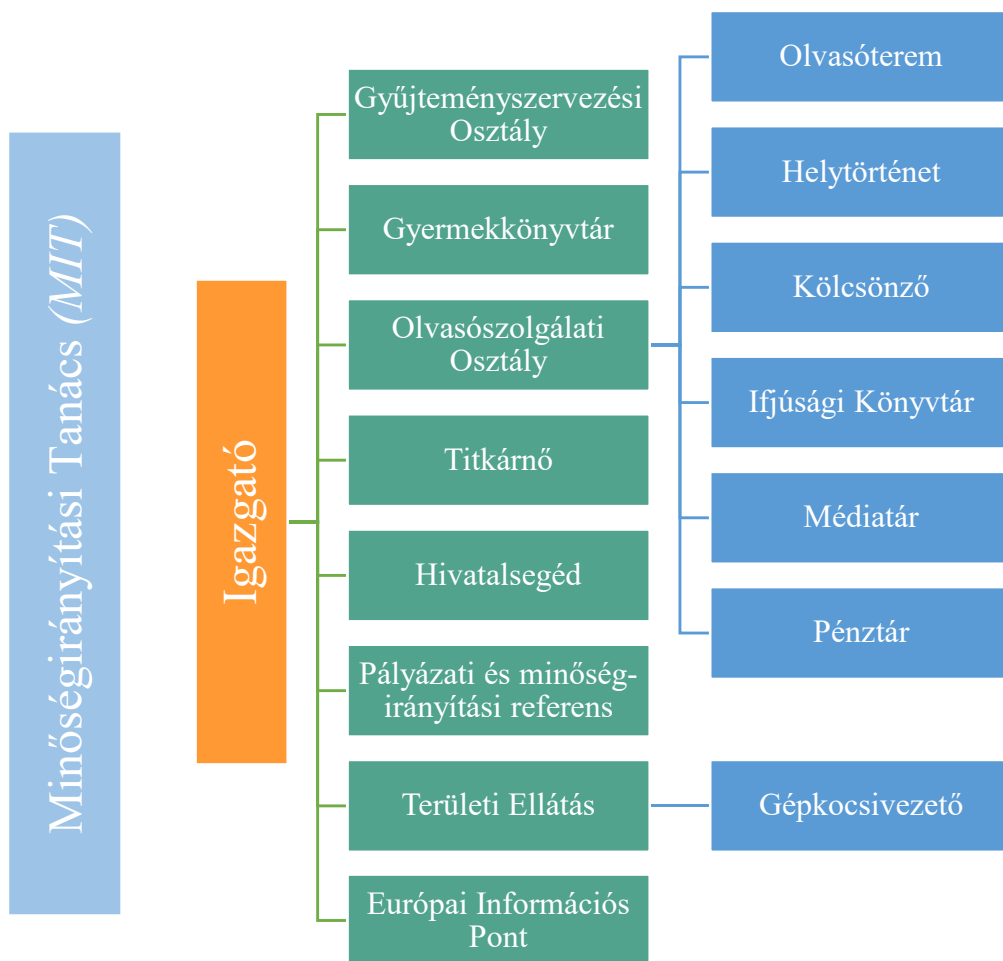 Minőségirányítási Tanács (MIT)
Igazgató
Gyűjteményszervezési
Osztály
Gyermekkönyvtár
Olvasószolgálati
Osztály
Titkárnő
Hivatalsegéd
Pályázati és minőség-
irányítási referens
Területi Ellátás
Európai Információs
Pont
Olvasóterem
Helytörténet
Kölcsönző
Ifjúsági Könyvtár
Médiatár
Pénztár
Gépkocsivezető